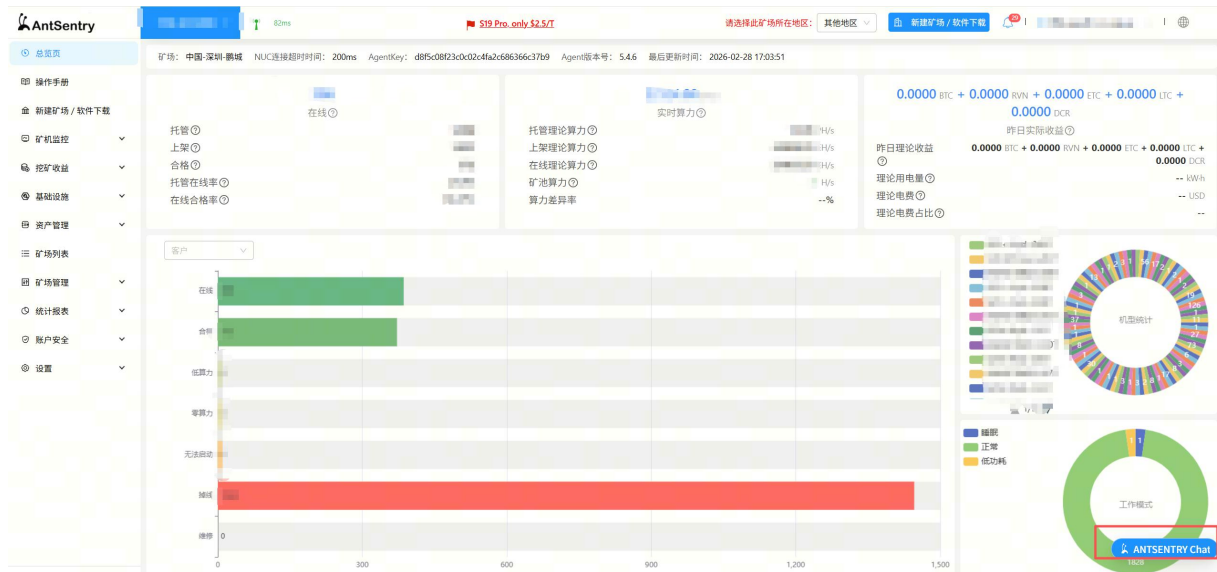 AntSentry
82ms
S19 Pro, only $2.5/T
请选择此矿场所在地区: 其他地区
新建矿场 / 软件下载
29
总览页
操作手册
新建矿场 / 软件下载
矿机监控
挖矿收益
基础设施
资产管理
矿场列表
矿场管理
统计报表
账户安全
设置
矿场: 中国-深圳-鹏城 NUC连接超时时间: 200ms AgentKey: d8f5c08f23c0c02c4fa2c686366c37b9 Agent版本号: 5.4.6 最后更新时间: 2026-02-28 17:03:51
在线
托管
上架
合格
托管在线率
在线合格率
实时算力
托管理论算力 H/s
上架理论算力 H/s
在线理论算力 H/s
矿池算力 H/s
算力差异率 --%
0.0000 BTC + 0.0000 RVN + 0.0000 ETC + 0.0000 LTC +
0.0000 DCR
昨日实际收益
昨日理论收益 0.0000 BTC + 0.0000 RVN + 0.0000 ETC + 0.0000 LTC +
0.0000 DCR
理论用电量 -- kW·h
理论电费 -- USD
理论电费占比 --
客户
在线
合格
低算力
零算力
无法启动
掉线
维修 0
0 300 600 900 1,200 1,500
机型统计
睡眠
正常
低功耗
1 1
工作模式
1828
ANTSENTRY Chat